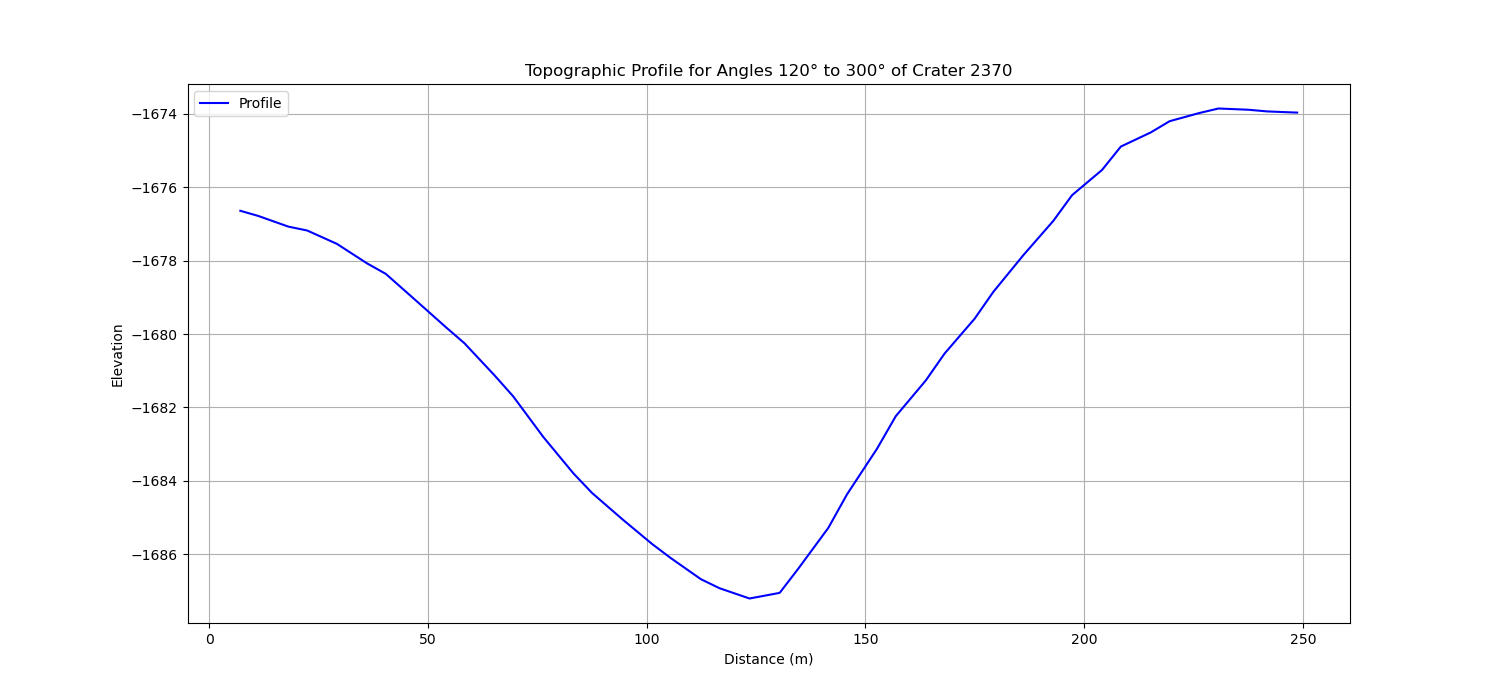 Topographic Profile for Angles 120° to 300° of Crater 2370
Profile
−1674
−1676
−1678
−1680
−1682
−1684
−1686
Elevation
0 50 100 150 200 250
Distance (m)